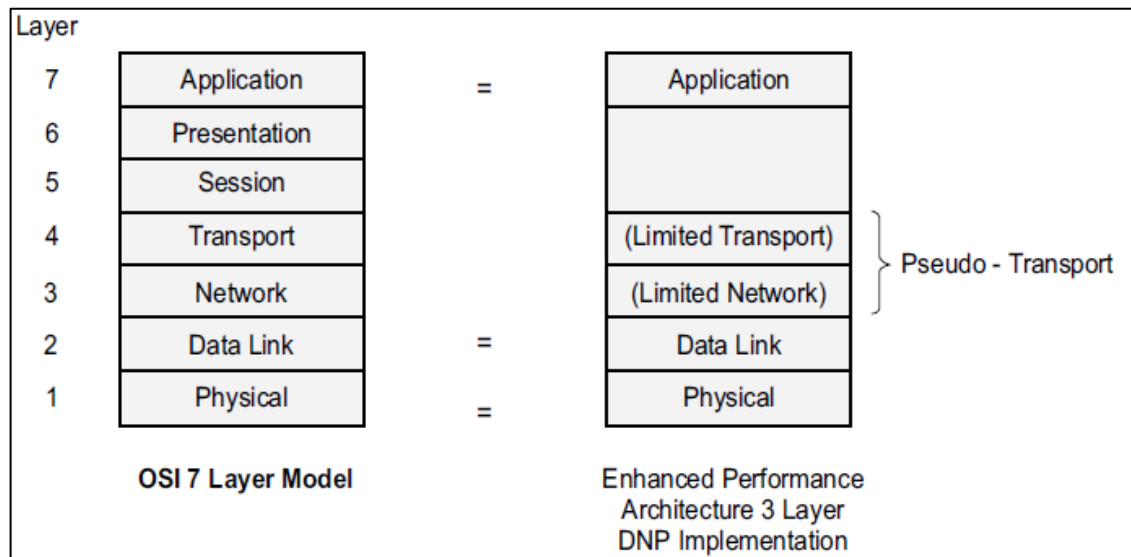 Layer
7 Application = Application
6 Presentation
5 Session
4 Transport (Limited Transport)
Pseudo - Transport
3 Network (Limited Network)
2 Data Link = Data Link
1 Physical = Physical
OSI 7 Layer Model Enhanced Performance
Architecture 3 Layer
DNP Implementation